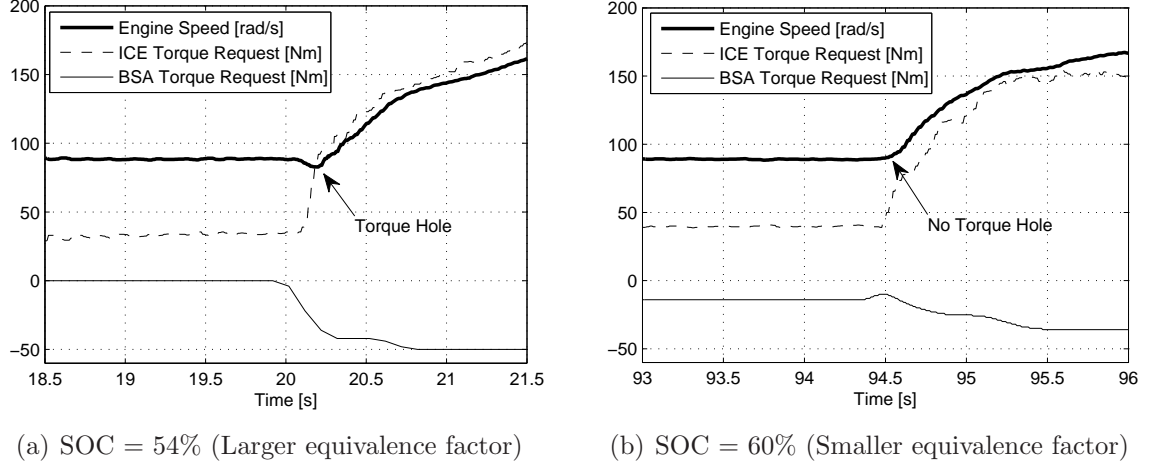 200
150
100
50
0
−50
18.5 19 19.5 20 20.5 21 21.5
Time [s]
Engine Speed [rad/s]
ICE Torque Request [Nm]
BSA Torque Request [Nm]
Torque Hole
(a) SOC = 54% (Larger equivalence factor)
200
150
100
50
0
−50
93 93.5 94 94.5 95 95.5 96
Time [s]
Engine Speed [rad/s]
ICE Torque Request [Nm]
BSA Torque Request [Nm]
No Torque Hole
(b) SOC = 60% (Smaller equivalence factor)